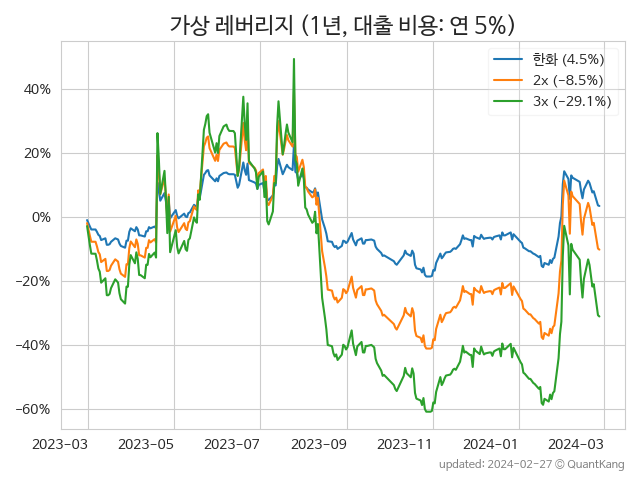 가상 레버리지 (1년, 대출 비용: 연 5%)
한화 (4.5%)
2x (−8.5%)
3x (−29.1%)
40%
20%
0%
−20%
−40%
−60%
2023-03 2023-05 2023-07 2023-09 2023-11 2024-01 2024-03
updated: 2024-02-27 © QuantKang